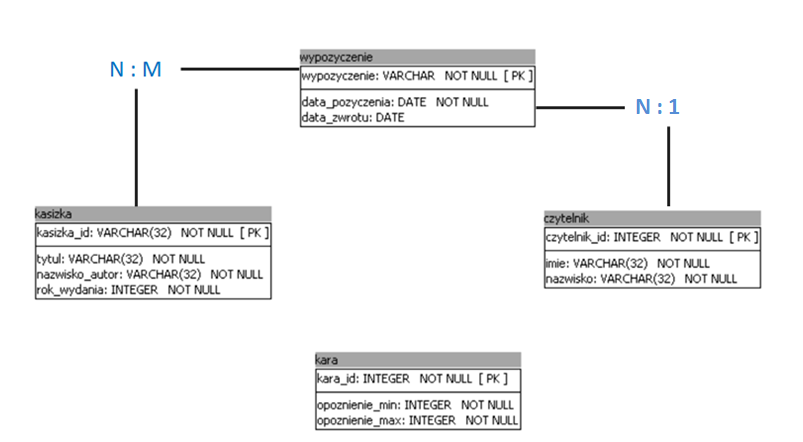 wypozyczenie
N : M
wypozyczenie: VARCHAR NOT NULL [ PK ]
data_pozyczenia: DATE NOT NULL
data_zwrotu: DATE
N : 1
kasizka
kasizka_id: VARCHAR(32) NOT NULL [ PK ]
tytul: VARCHAR(32) NOT NULL
nazwisko_autor: VARCHAR(32) NOT NULL
rok_wydania: INTEGER NOT NULL
czytelnik
czytelnik_id: INTEGER NOT NULL [ PK ]
imie: VARCHAR(32) NOT NULL
nazwisko: VARCHAR(32) NOT NULL
kara
kara_id: INTEGER NOT NULL [ PK ]
opoznienie_min: INTEGER NOT NULL
opoznienie_max: INTEGER NOT NULL